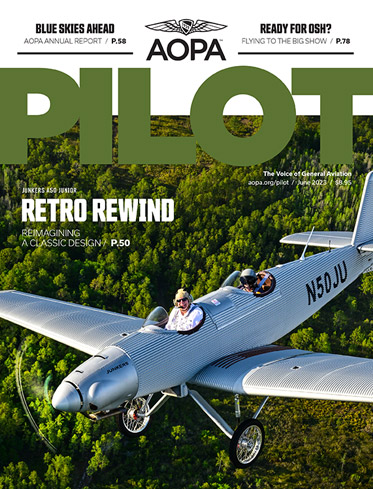 BLUE SKIES AHEAD
AOPA ANNUAL REPORT / P.58
AOPA
READY FOR OSH?
FLYING TO THE BIG SHOW / P.78
PILOT
The Voice of General Aviation
aopa.org/pilot / June 2023 / $8.95
JUNKERS A50 JUNIOR
RETRO REWIND
REIMAGINING
A CLASSIC DESIGN / P.50
N50JU
JUNKERS